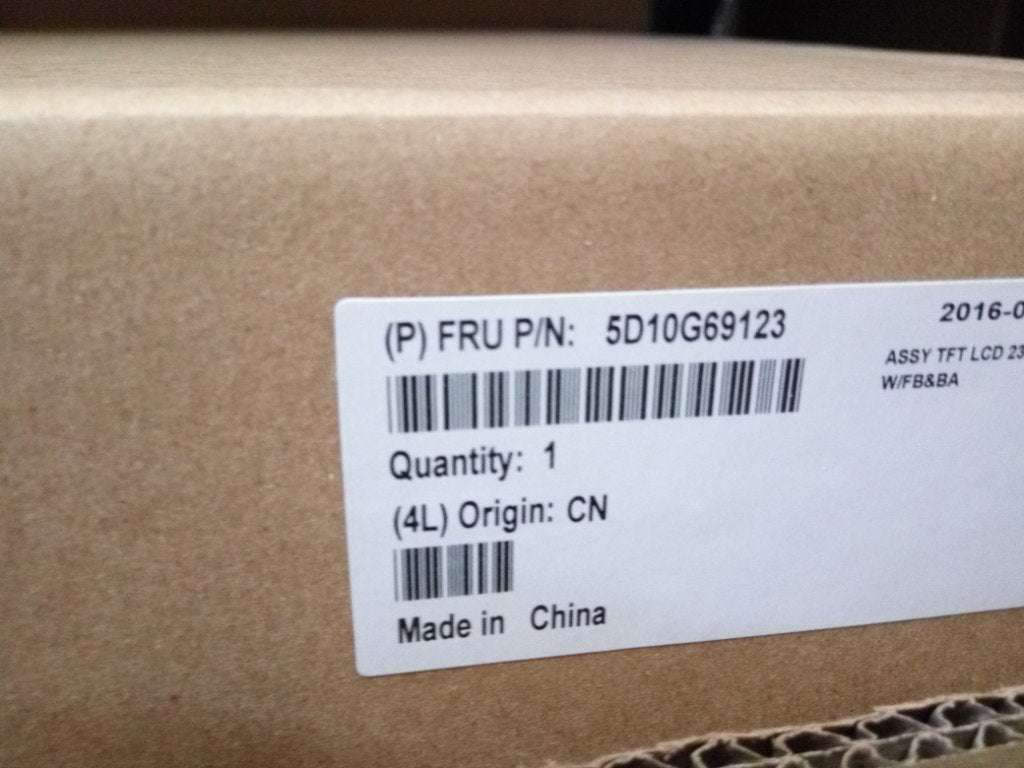 (P) FRU P/N: 5D10G69123
2016-0
ASSY TFT LCD 23
W/FB&BA
Quantity: 1
(4L) Origin: CN
Made in China